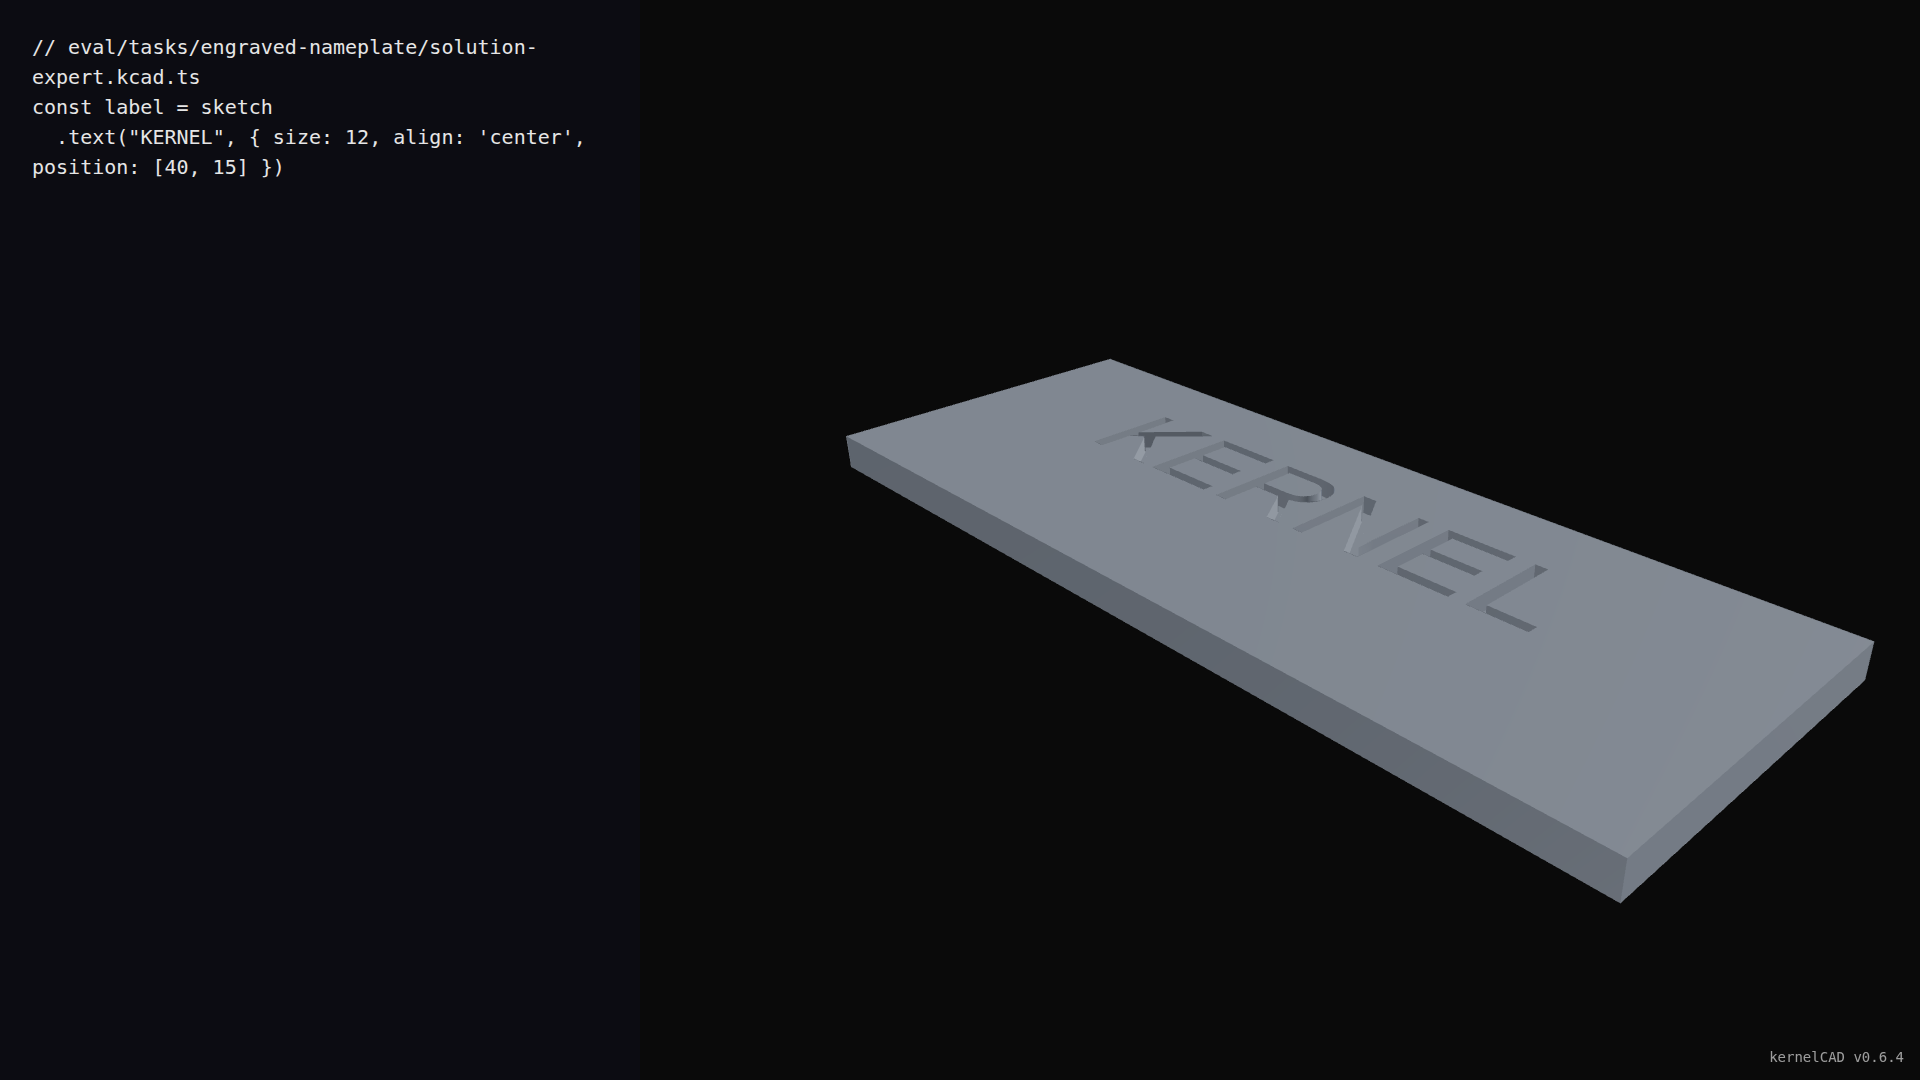 // eval/tasks/engraved-nameplate/solution-
expert.kcad.ts
const label = sketch
  .text("KERNEL", { size: 12, align: 'center',
position: [40, 15] })
KERNEL
kernelCAD v0.6.4